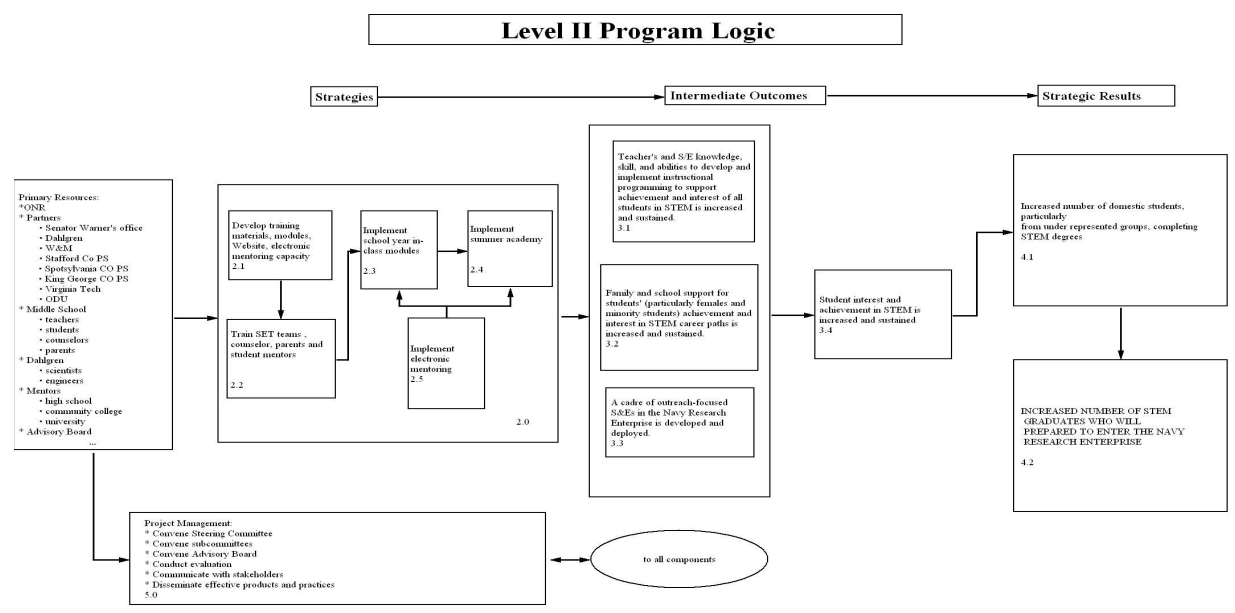 Level II Program Logic
Strategies
Intermediate Outcomes
Strategic Results
Primary Resources:
*ONR
* Partners
• Senator Warner's office
• Dahlgren
• W&M
• Stafford Co PS
• Spotsylvania CO PS
• King George CO PS
• Virginia Tech
• ODU
* Middle School
• teachers
• students
• counselors
• parents
* Dahlgren
• scientists
• engineers
* Mentors
• high school
• community college
• university
* Advisory Board
...
Develop training
materials, modules,
Website, electronic
mentoring capacity
2.1
Train SET teams ,
counselor, parents and
student mentors
2.2
Implement
school year in-
class modules
2.3
Implement
summer academy
2.4
Implement
electronic
mentoring
2.5
2.0
Teacher's and S/E knowledge,
skill, and abilities to develop and
implement instructional
programming to support
achievement and interest of all
students in STEM is increased
and sustained.
3.1
Family and school support for
students' (particularly females and
minority students) achievement and
interest in STEM career paths is
increased and sustained.
3.2
A cadre of outreach-focused
S&Es in the Navy Research
Enterprise is developed and
deployed.
3.3
Student interest and
achievement in STEM is
increased and sustained
3.4
Increased number of domestic students,
particularly
from under represented groups, completing
STEM degrees
4.1
INCREASED NUMBER OF STEM
GRADUATES WHO WILL
PREPARED TO ENTER THE NAVY
RESEARCH ENTERPRISE
4.2
Project Management:
* Convene Steering Committee
* Convene subcommittees
* Convene Advisory Board
* Conduct evaluation
* Communicate with stakeholders
* Disseminate effective products and practices
5.0
to all components